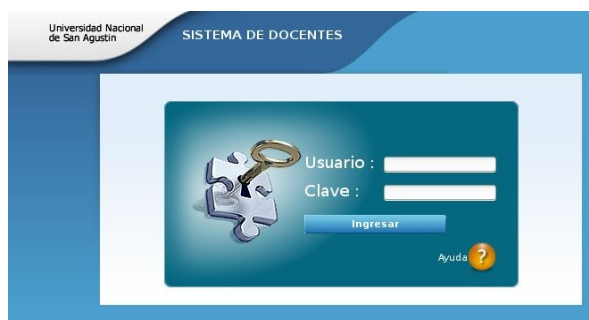 Universidad Nacional
de San Agustin
SISTEMA DE DOCENTES
Usuario :
Clave :
Ingresar
Ayuda ?